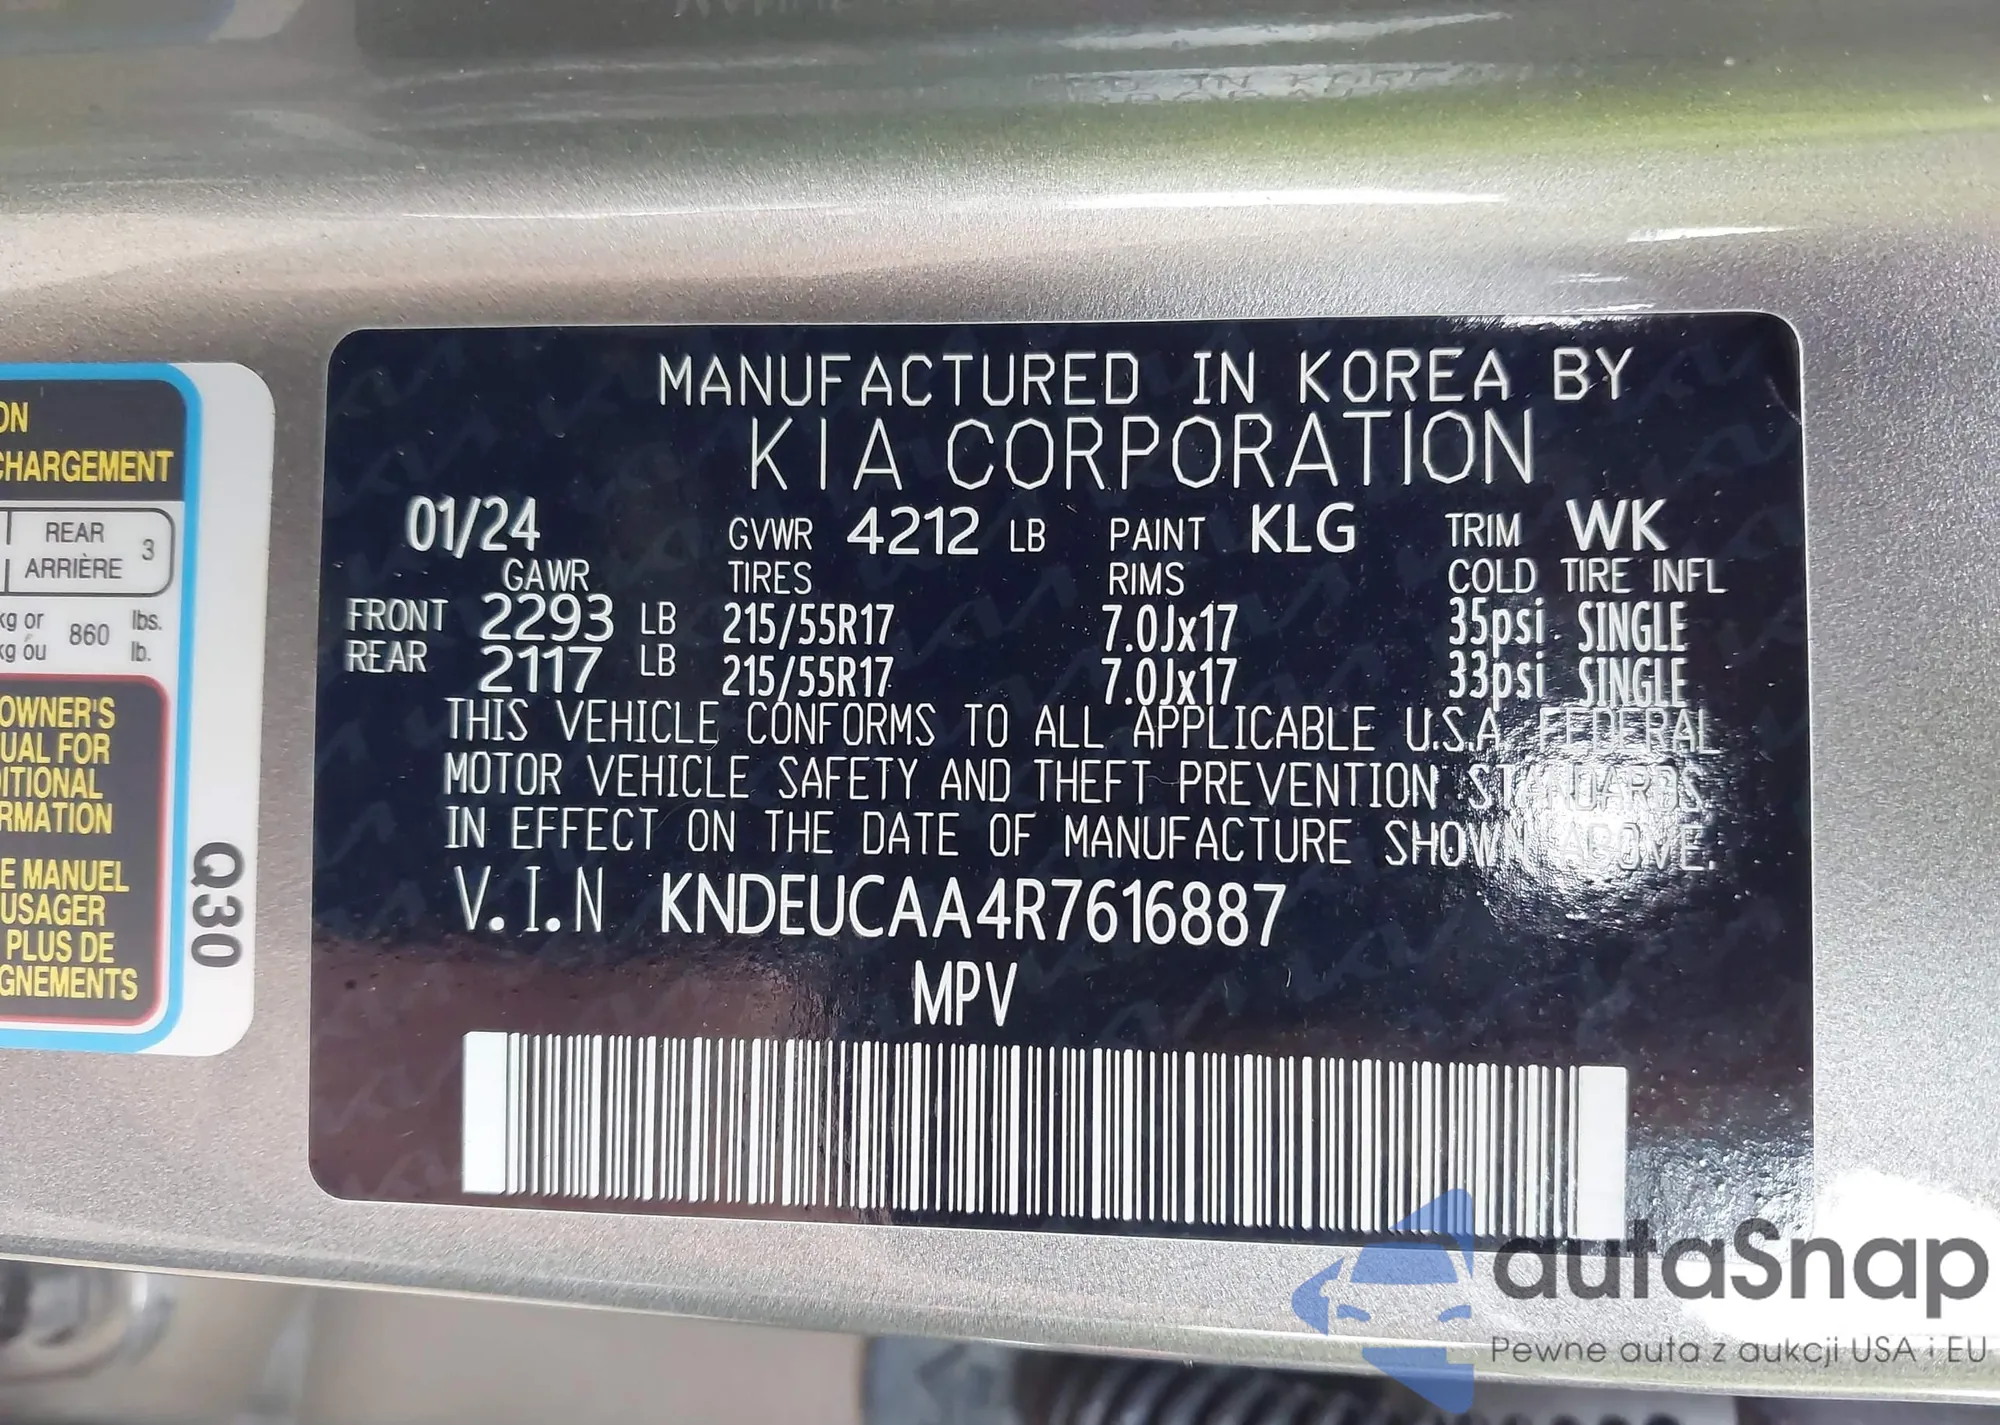 MANUFACTURED IN KOREA BY
KIA CORPORATION
01/24 GVWR 4212 LB PAINT KLG TRIM WK
GAWR TIRES RIMS COLD TIRE INFL
FRONT 2293 LB 215/55R17 7.0Jx17 35psi SINGLE
REAR 2117 LB 215/55R17 7.0Jx17 33psi SINGLE
THIS VEHICLE CONFORMS TO ALL APPLICABLE U.S.A. FEDERAL
MOTOR VEHICLE SAFETY AND THEFT PREVENTION STANDARDS
IN EFFECT ON THE DATE OF MANUFACTURE SHOWN ABOVE.
V.I.N KNDEUCAA4R7616887
MPV
ON
CHARGEMENT
REAR 3
ARRIÈRE
kg or 860 lbs.
kg ou lb.
OWNER'S
UAL FOR
DITIONAL
RMATION
E MANUEL
USAGER
PLUS DE
GNEMENTS
Q30
autaSnap
Pewne auta z aukcji USA i EU